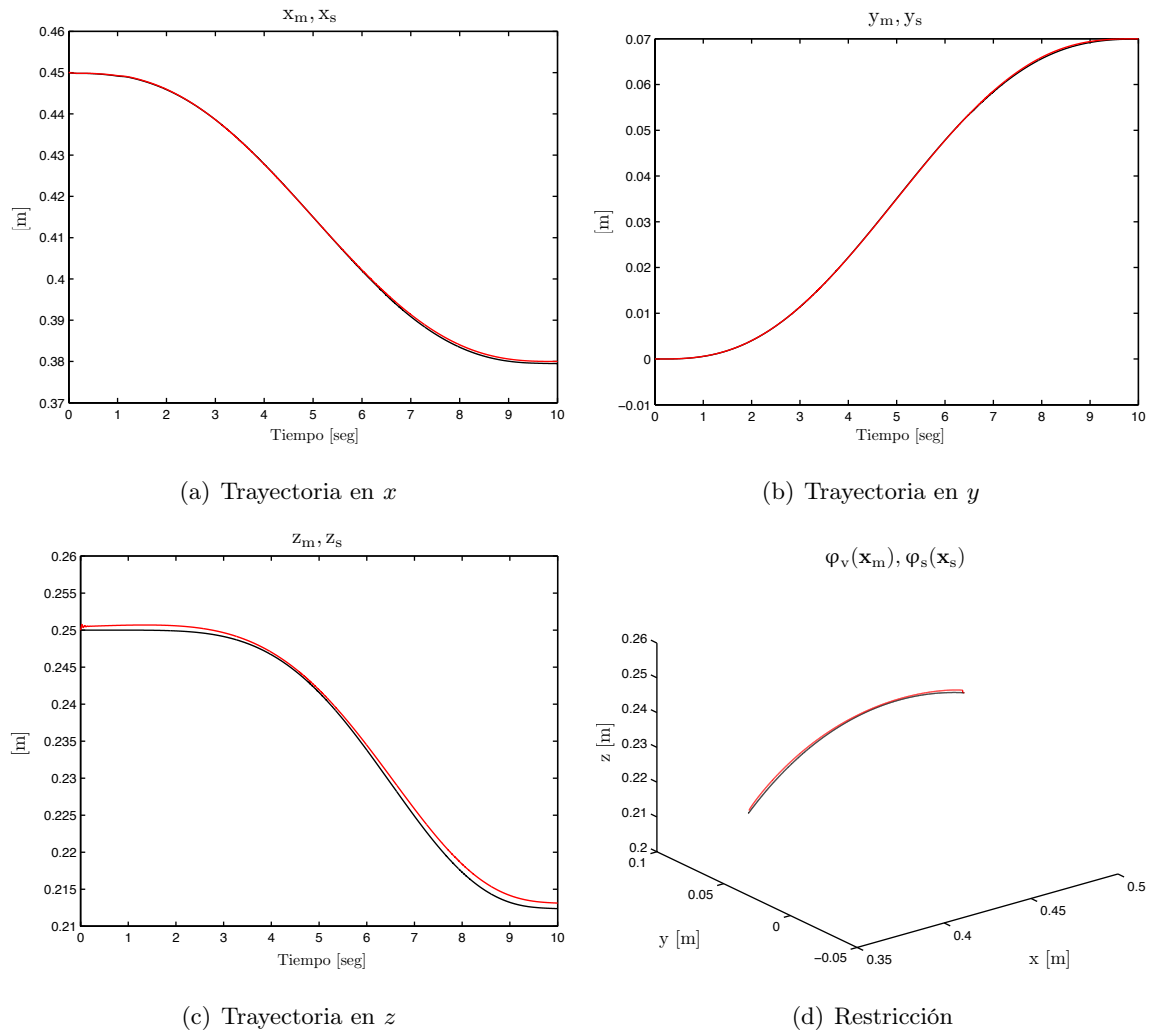 x_m, x_s
0.46
0.45
0.44
0.43
0.42
0.41
0.4
0.39
0.38
0.37
[m]
0 1 2 3 4 5 6 7 8 9 10
Tiempo [seg]
(a) Trayectoria en x
y_m, y_s
0.07
0.06
0.05
0.04
0.03
0.02
0.01
0
−0.01
[m]
0 1 2 3 4 5 6 7 8 9 10
Tiempo [seg]
(b) Trayectoria en y
z_m, z_s
0.26
0.255
0.25
0.245
0.24
0.235
0.23
0.225
0.22
0.215
0.21
[m]
0 1 2 3 4 5 6 7 8 9 10
Tiempo [seg]
(c) Trayectoria en z
φ_v(x_m), φ_s(x_s)
0.26
0.25
0.24
0.23
0.22
0.21
0.2
z [m]
0.1
0.05
0
−0.05
y [m]
0.35
0.4
0.45
0.5
x [m]
(d) Restricción